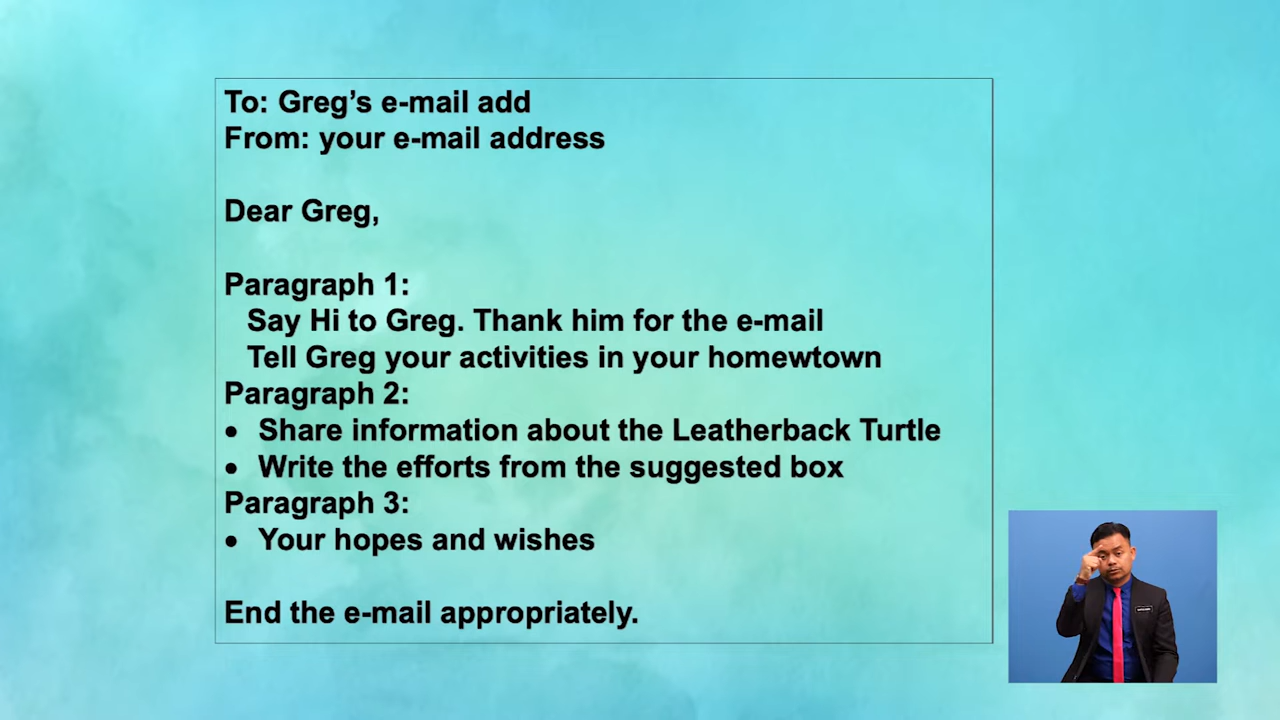 To: Greg’s e-mail add
From: your e-mail address
Dear Greg,
Paragraph 1:
Say Hi to Greg. Thank him for the e-mail
Tell Greg your activities in your homewtown
Paragraph 2:
• Share information about the Leatherback Turtle
• Write the efforts from the suggested box
Paragraph 3:
• Your hopes and wishes
End the e-mail appropriately.